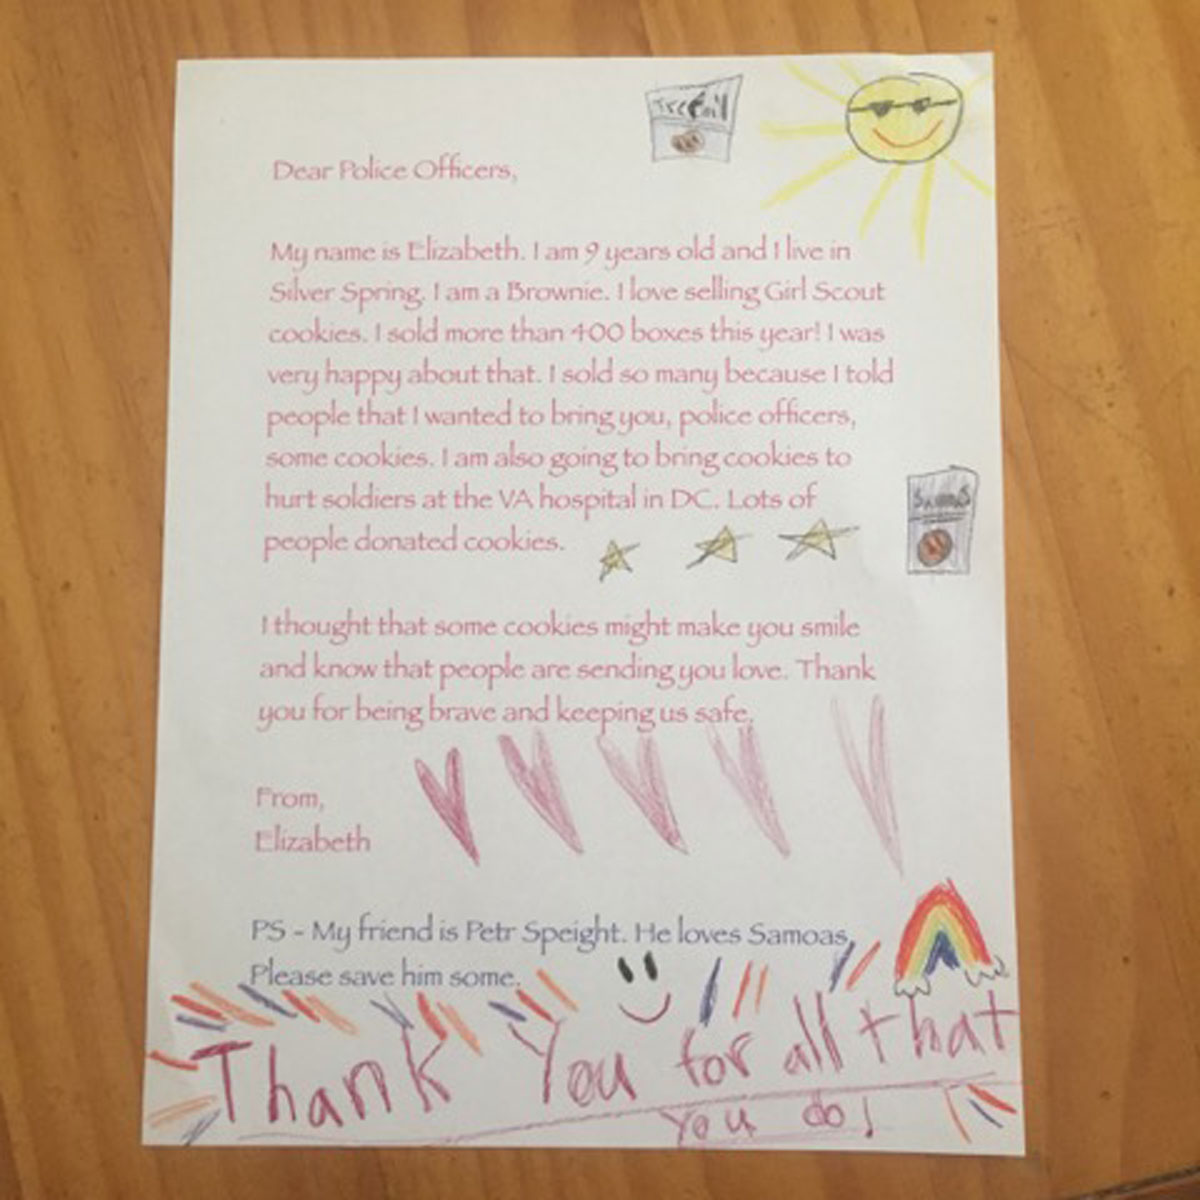 Trefoil
Dear Police Officers,
My name is Elizabeth. I am 9 years old and I live in
Silver Spring. I am a Brownie. I love selling Girl Scout
cookies. I sold more than 400 boxes this year! I was
very happy about that. I sold so many because I told
people that I wanted to bring you, police officers,
some cookies. I am also going to bring cookies to
hurt soldiers at the VA hospital in DC. Lots of
people donated cookies.
I thought that some cookies might make you smile
and know that people are sending you love. Thank
you for being brave and keeping us safe.
From,
Elizabeth
PS - My friend is Petr Speight. He loves Samoas.
Please save him some.
Thank You for all that
you do!